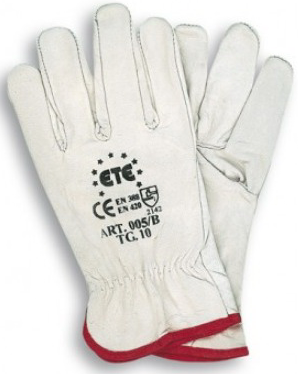 ETE
CE EN 388
EN 420
2142
ART. 005/B
TG. 10